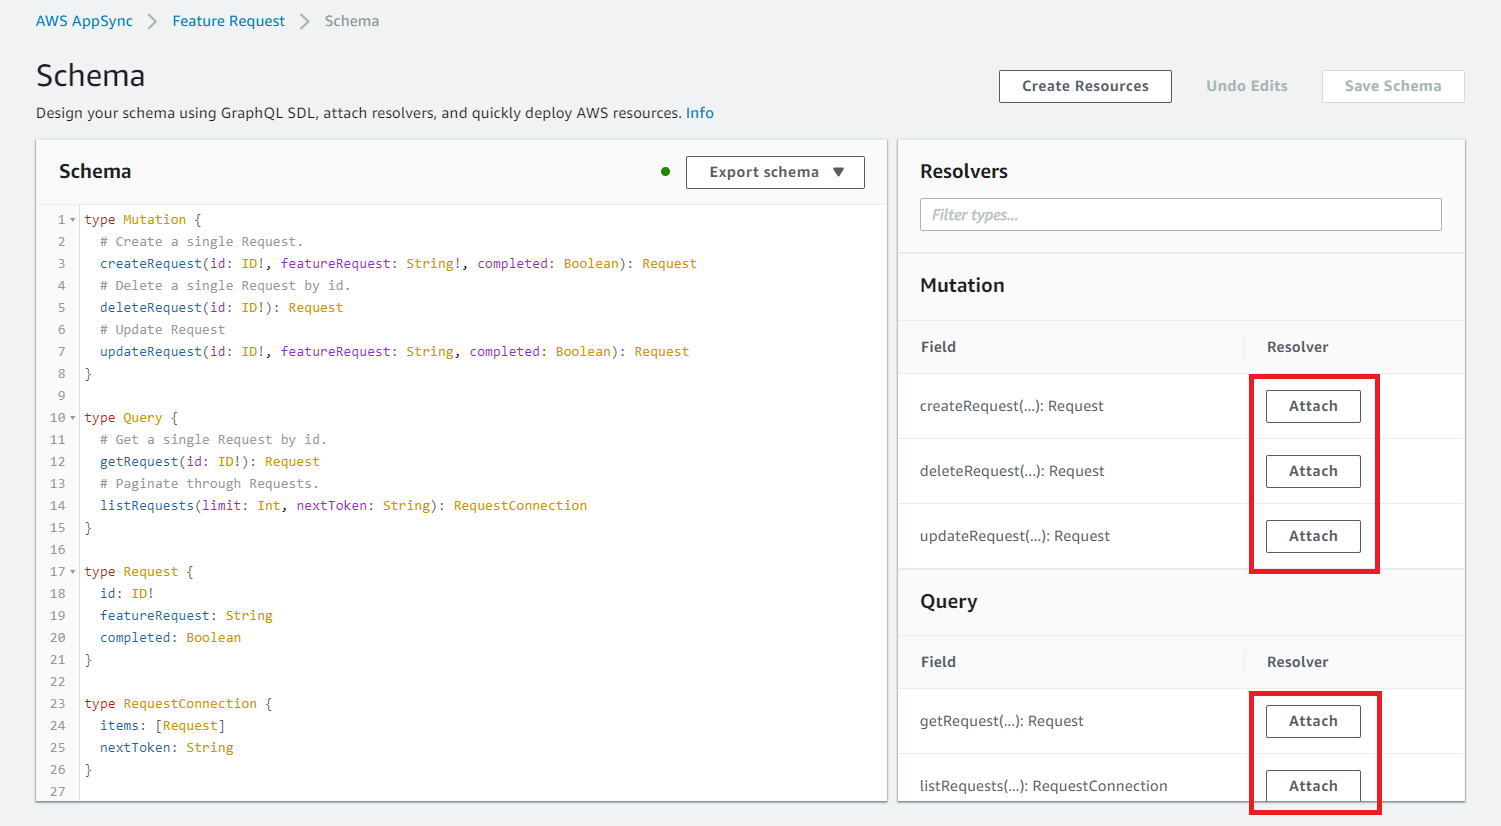 AWS AppSync > Feature Request > Schema
Schema
Create Resources Undo Edits Save Schema
Design your schema using GraphQL SDL, attach resolvers, and quickly deploy AWS resources. Info
Schema
Export schema ▼
1 type Mutation {
2 # Create a single Request.
3 createRequest(id: ID!, featureRequest: String!, completed: Boolean): Request
4 # Delete a single Request by id.
5 deleteRequest(id: ID!): Request
6 # Update Request
7 updateRequest(id: ID!, featureRequest: String, completed: Boolean): Request
8 }
9
10 type Query {
11 # Get a single Request by id.
12 getRequest(id: ID!): Request
13 # Paginate through Requests.
14 listRequests(limit: Int, nextToken: String): RequestConnection
15 }
16
17 type Request {
18 id: ID!
19 featureRequest: String
20 completed: Boolean
21 }
22
23 type RequestConnection {
24 items: [Request]
25 nextToken: String
26 }
27
Resolvers
Filter types...
Mutation
Field Resolver
createRequest(...): Request Attach
deleteRequest(...): Request Attach
updateRequest(...): Request Attach
Query
Field Resolver
getRequest(...): Request Attach
listRequests(...): RequestConnection Attach